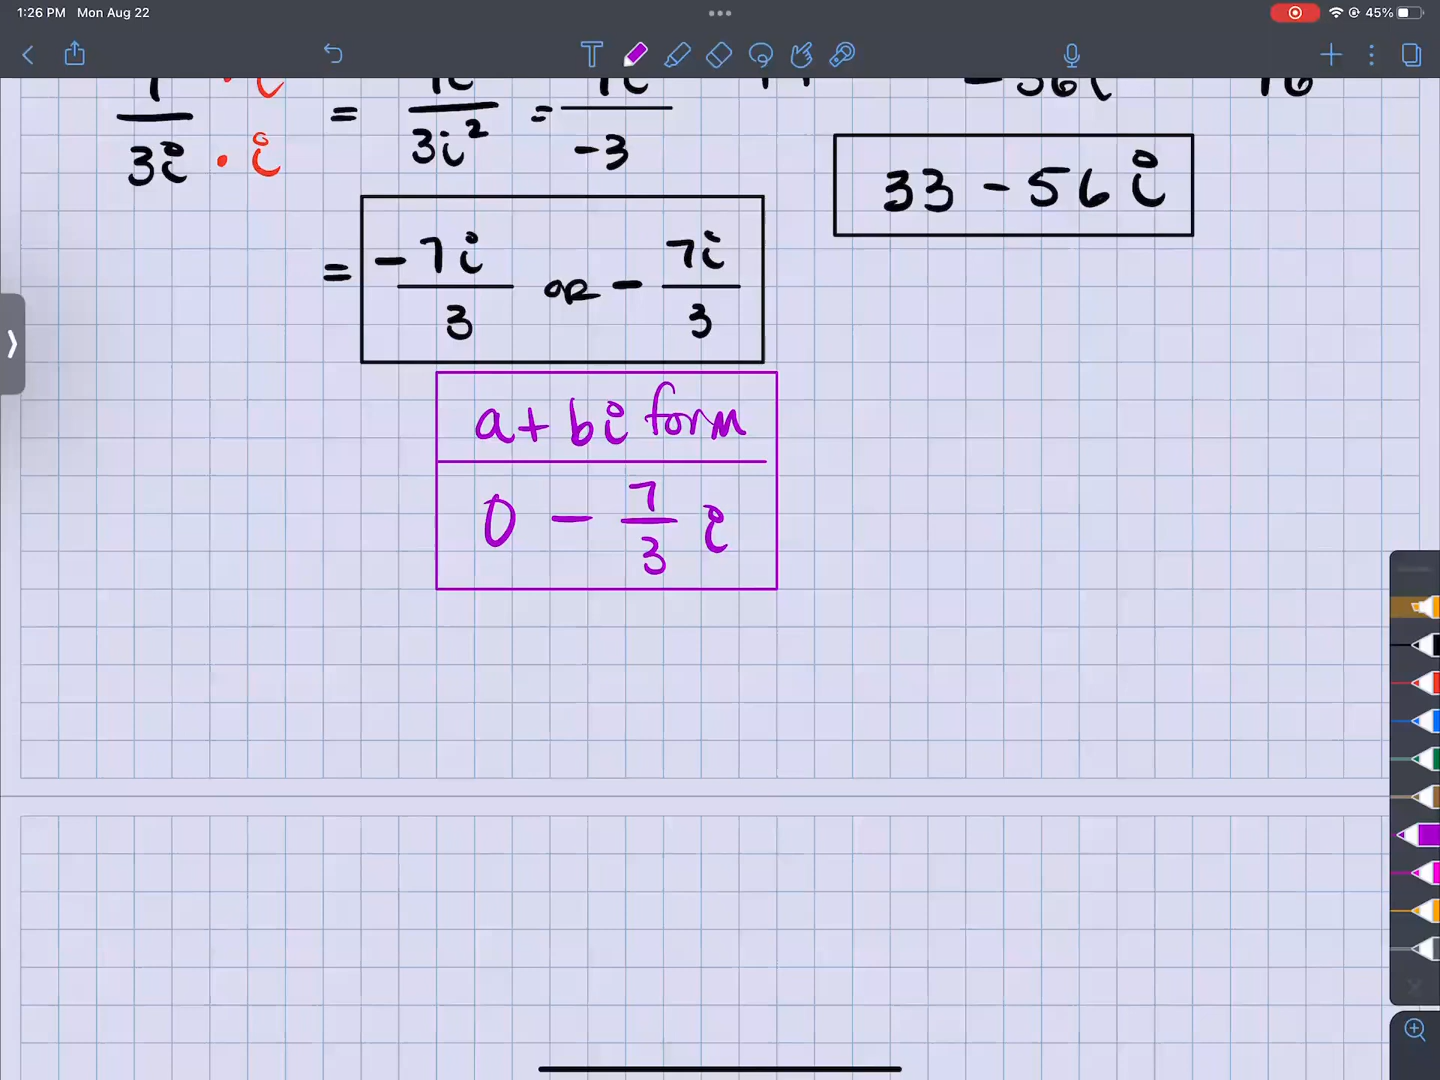 1:26 PM Mon Aug 22
45%
T
3i · i = 3i² = -3
33 - 56i
= -7i/3 OR - 7i/3
a + bi form
0 - 7/3 i